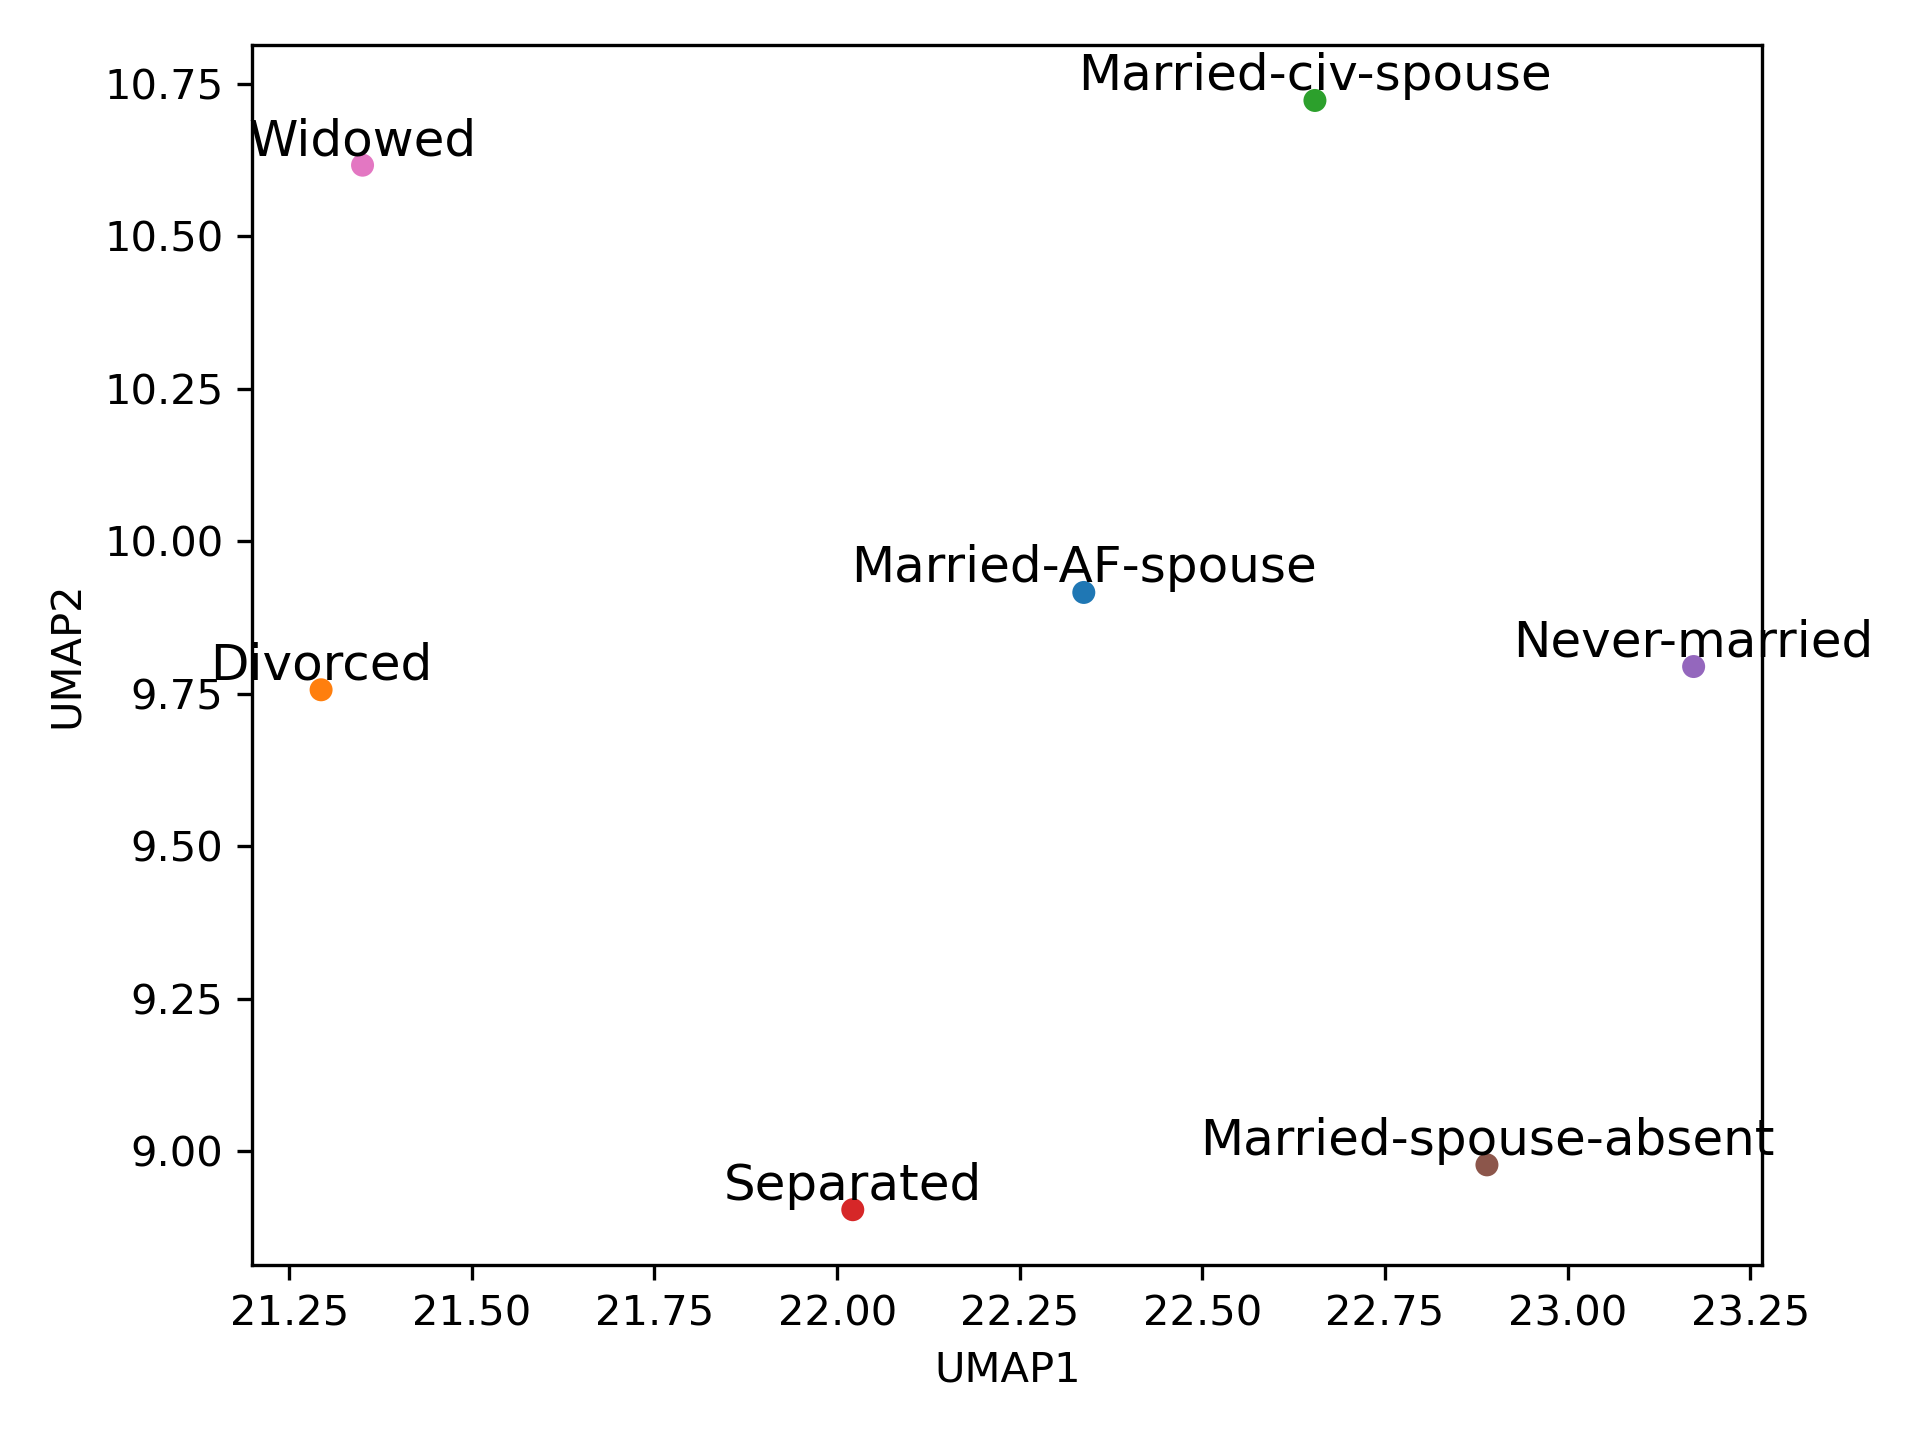 Married-civ-spouse
10.75
Widowed
10.50
10.25
10.00
Married-AF-spouse
Never-married
Divorced
9.75
UMAP2
9.50
9.25
Married-spouse-absent
9.00
Separated
21.25 21.50 21.75 22.00 22.25 22.50 22.75 23.00 23.25
UMAP1